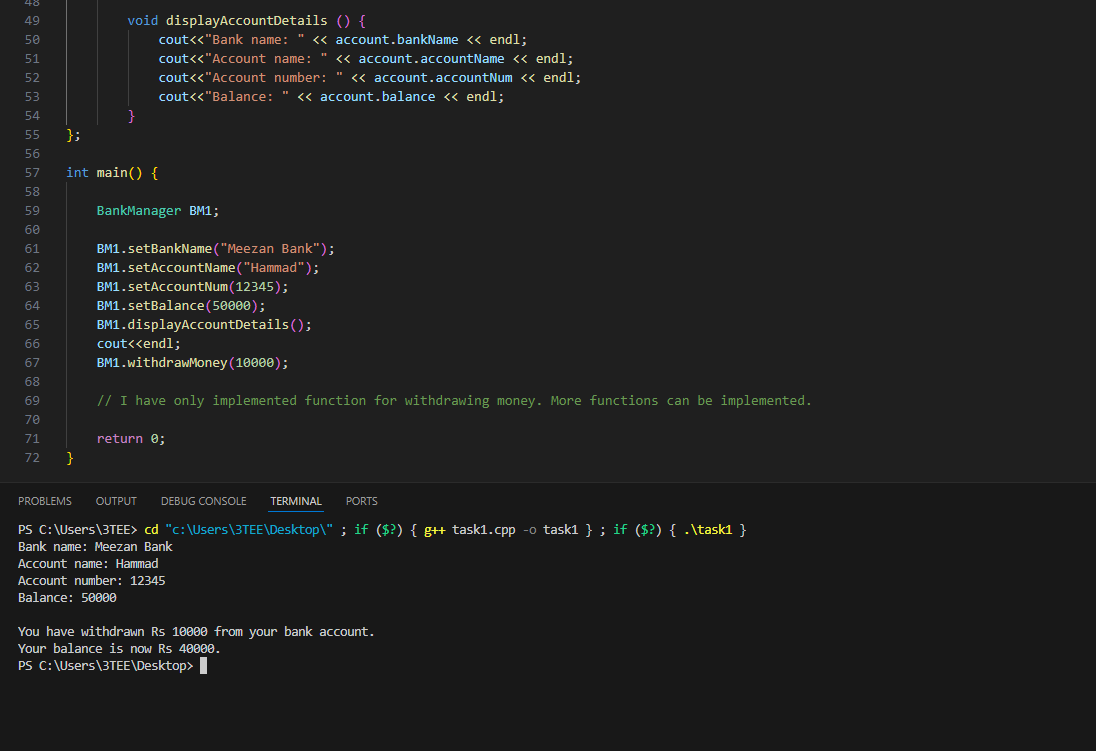 48
49 void displayAccountDetails () {
50 cout<<"Bank name: " << account.bankName << endl;
51 cout<<"Account name: " << account.accountName << endl;
52 cout<<"Account number: " << account.accountNum << endl;
53 cout<<"Balance: " << account.balance << endl;
54 }
55 };
56
57 int main() {
58
59 BankManager BM1;
60
61 BM1.setBankName("Meezan Bank");
62 BM1.setAccountName("Hammad");
63 BM1.setAccountNum(12345);
64 BM1.setBalance(50000);
65 BM1.displayAccountDetails();
66 cout<<endl;
67 BM1.withdrawMoney(10000);
68
69 // I have only implemented function for withdrawing money. More functions can be implemented.
70
71 return 0;
72 }
PROBLEMS OUTPUT DEBUG CONSOLE TERMINAL PORTS
PS C:\Users\3TEE> cd "c:\Users\3TEE\Desktop\" ; if ($?) { g++ task1.cpp -o task1 } ; if ($?) { .\task1 }
Bank name: Meezan Bank
Account name: Hammad
Account number: 12345
Balance: 50000
You have withdrawn Rs 10000 from your bank account.
Your balance is now Rs 40000.
PS C:\Users\3TEE\Desktop>